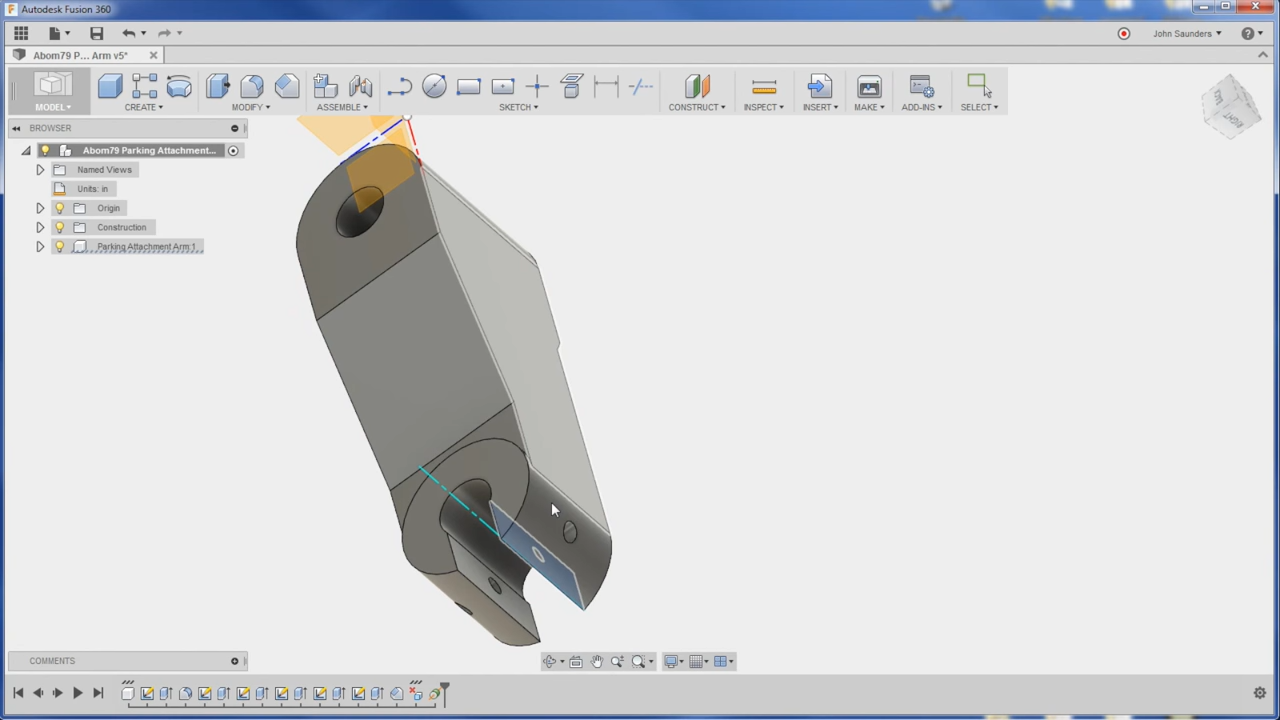 Autodesk Fusion 360
John Saunders
Abom79 P... Arm v5*
MODEL
CREATE
MODIFY
ASSEMBLE
SKETCH
CONSTRUCT
INSPECT
INSERT
MAKE
ADD-INS
SELECT
BROWSER
Abom79 Parking Attachment...
Named Views
Units: in
Origin
Construction
Parking Attachment Arm:1
COMMENTS